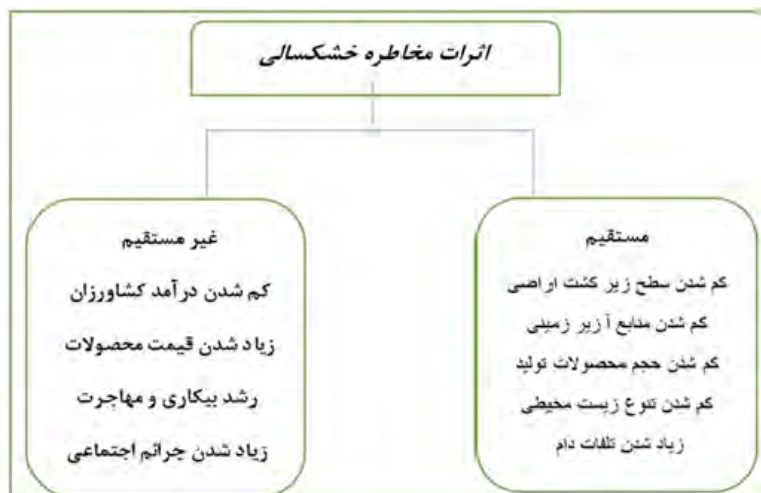 اثرات مخاطره خشکسالی
مستقیم
کم شدن سطح زیر کشت اراضی
کم شدن منابع آ زیر زمینی
کم شدن حجم محصولات تولید
کم شدن تنوع زیست محیطی
زیاد شدن تلفات دام
غیر مستقیم
کم شدن درآمد کشاورزان
زیاد شدن قیمت محصولات
رشد بیکاری و مهاجرت
زیاد شدن جرائم اجتماعی